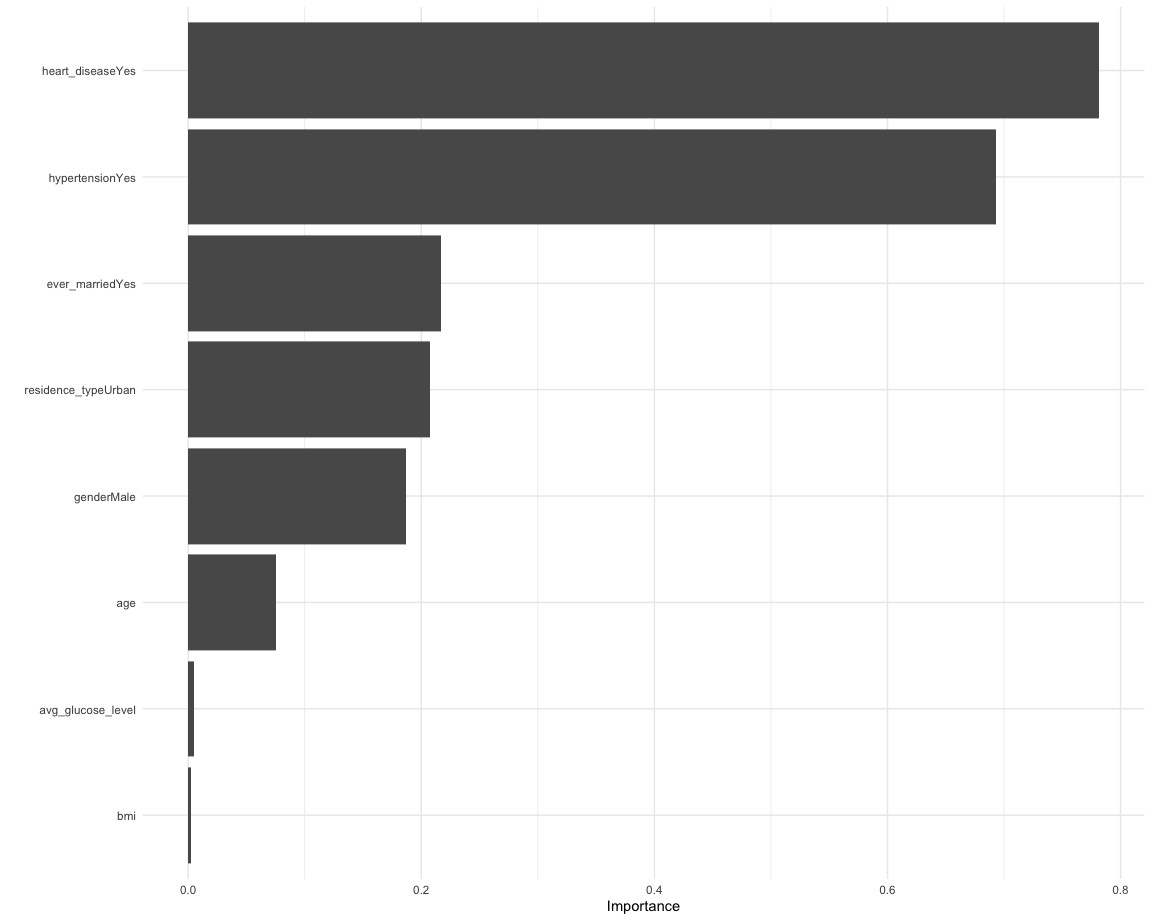 heart_diseaseYes
hypertensionYes
ever_marriedYes
residence_typeUrban
genderMale
age
avg_glucose_level
bmi
0.0 0.2 0.4 0.6 0.8
Importance